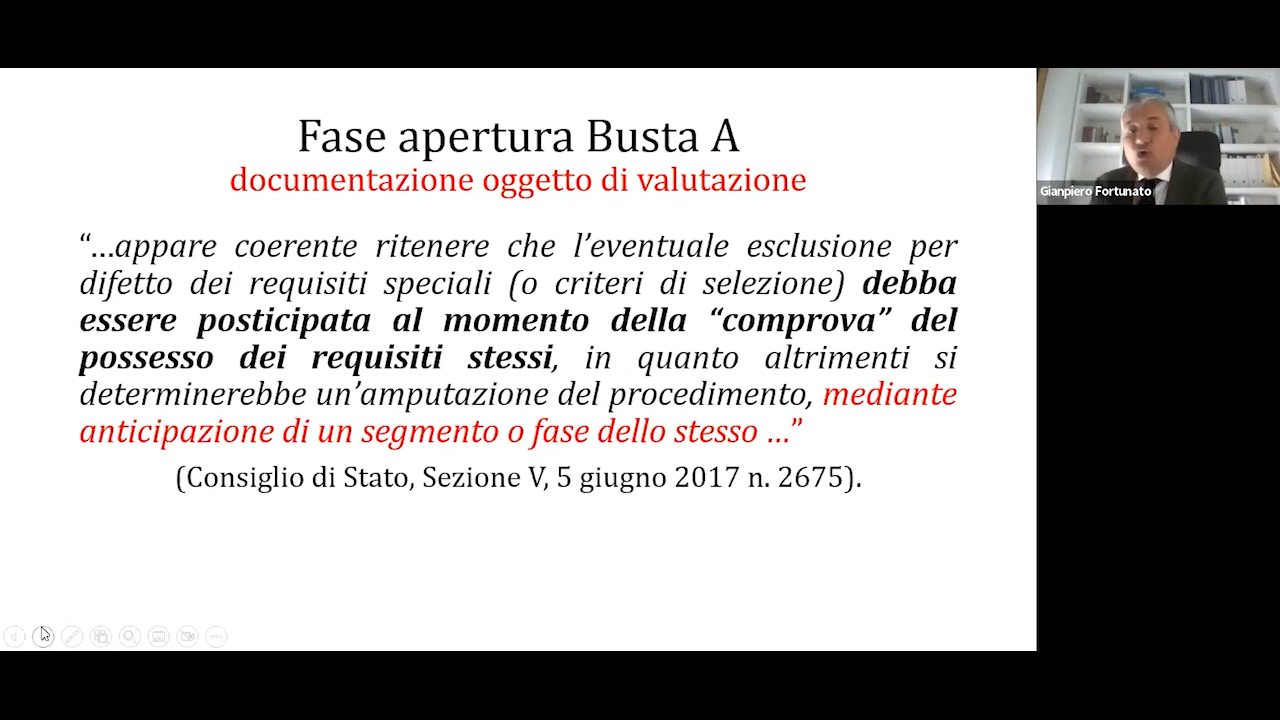 Fase apertura Busta A
documentazione oggetto di valutazione
“…appare coerente ritenere che l’eventuale esclusione per
difetto dei requisiti speciali (o criteri di selezione) debba
essere posticipata al momento della “comprova” del
possesso dei requisiti stessi, in quanto altrimenti si
determinerebbe un’amputazione del procedimento, mediante
anticipazione di un segmento o fase dello stesso …”
(Consiglio di Stato, Sezione V, 5 giugno 2017 n. 2675).
Gianpiero Fortunato